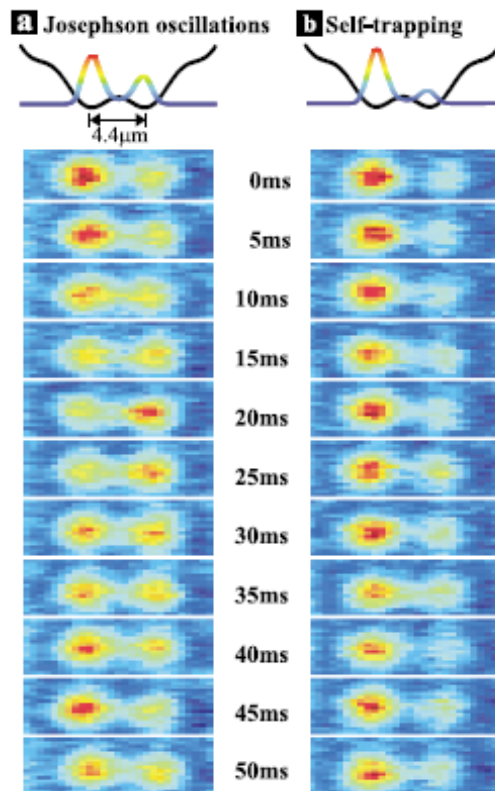 a Josephson oscillations
b Self-trapping
4.4μm
0ms
5ms
10ms
15ms
20ms
25ms
30ms
35ms
40ms
45ms
50ms